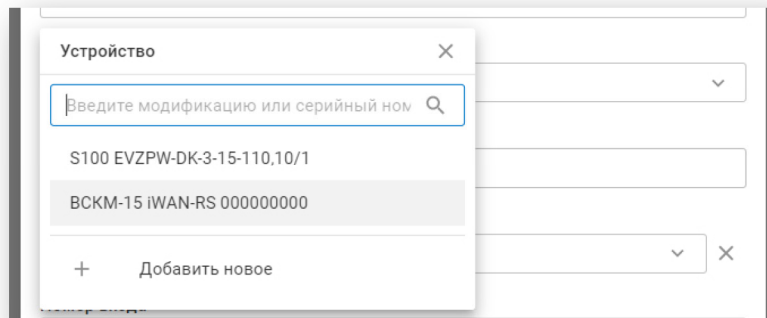 Устройство
Введите модификацию или серийный ном
S100 EVZPW-DK-3-15-110,10/1
ВСКМ-15 iWAN-RS 000000000
Добавить новое